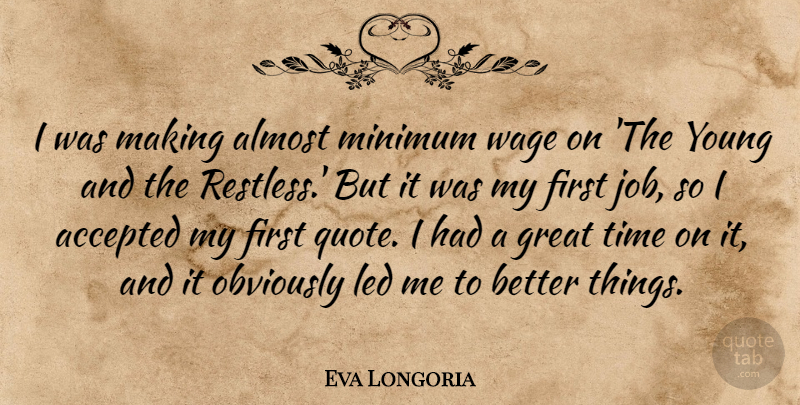 I was making almost minimum wage on 'The Young
and the Restless.' But it was my first job, so I
accepted my first quote. I had a great time on it,
and it obviously led me to better things.
Eva Longoria
quote
tab
.com